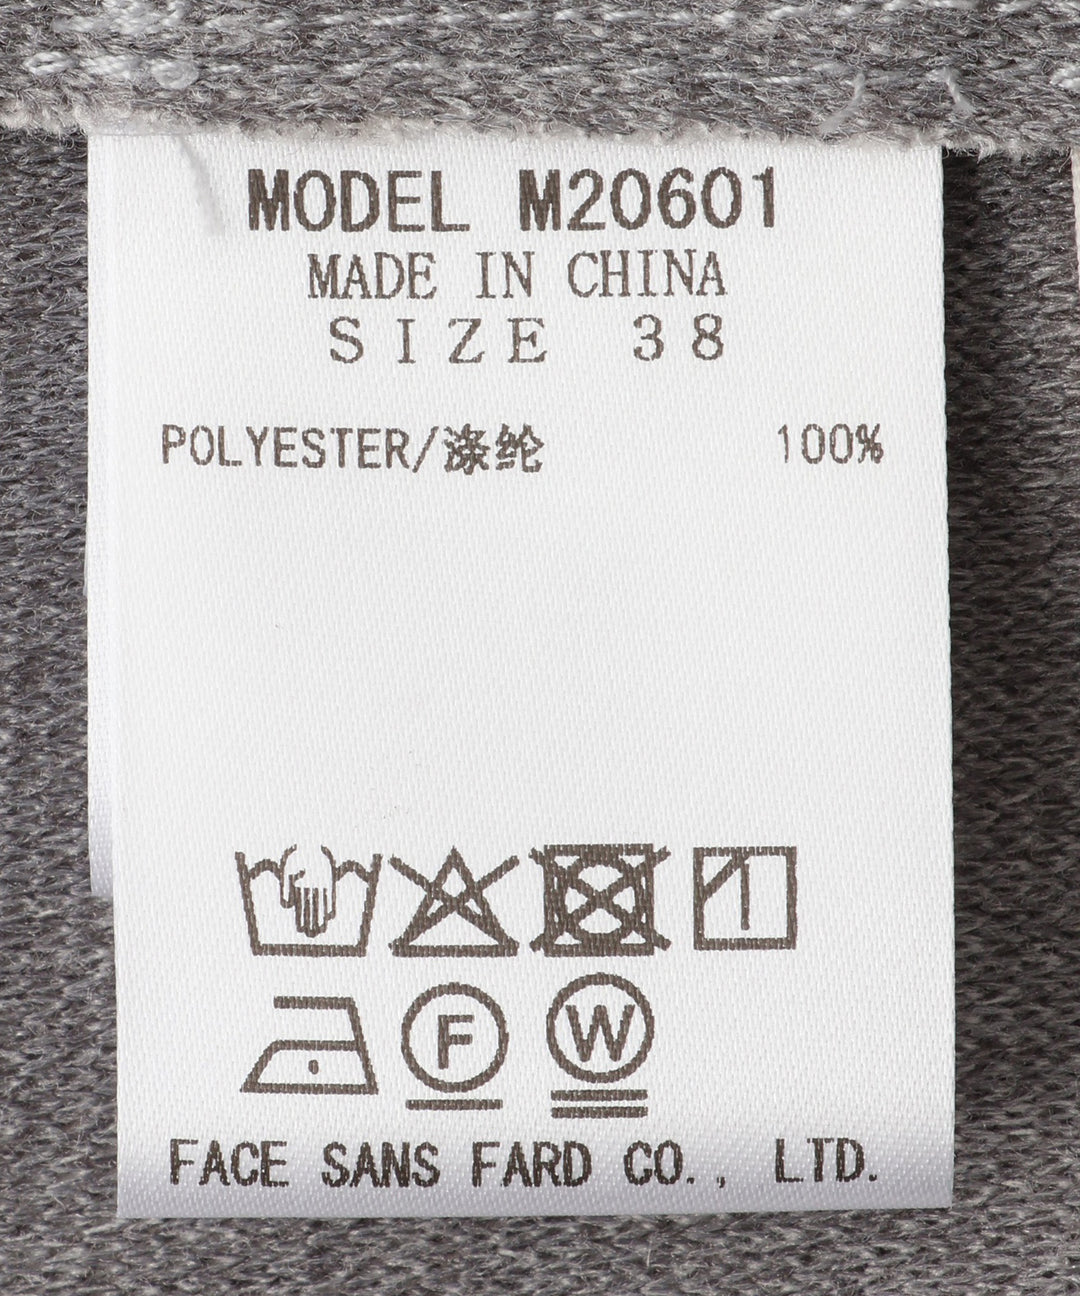 MODEL M20601
MADE IN CHINA
SIZE 38
POLYESTER/涤纶 100%
F W
FACE SANS FARD CO., LTD.